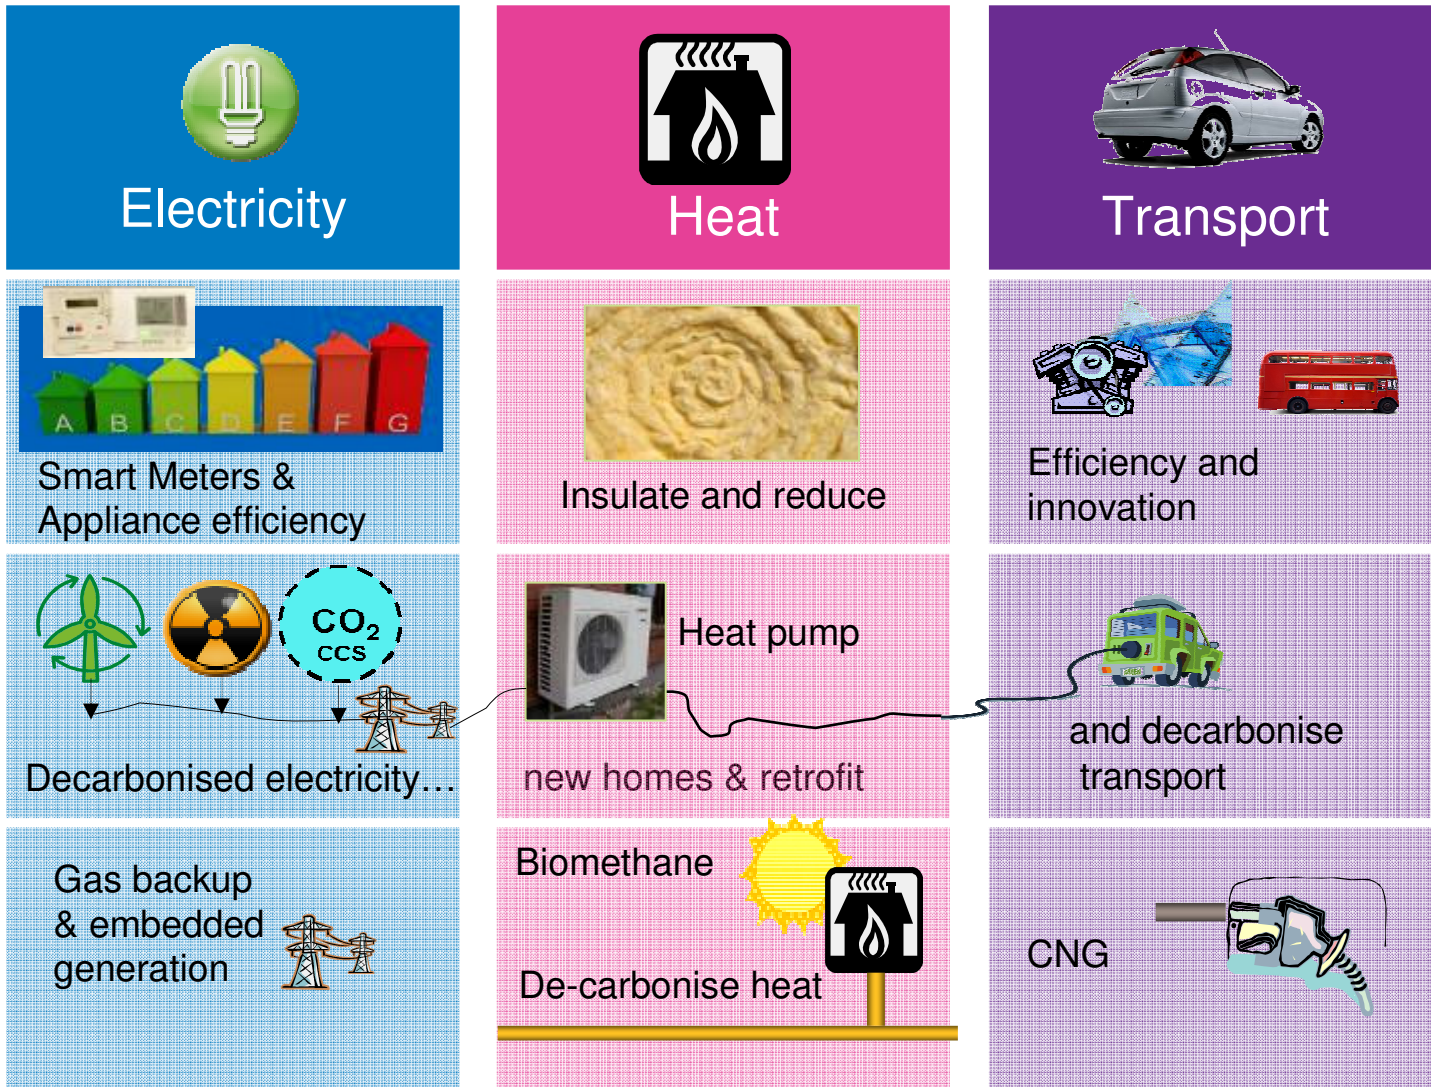 Electricity
Heat
Transport
A B C D E F G
Smart Meters &
Appliance efficiency
Insulate and reduce
Efficiency and
innovation
CO2
CCS
Decarbonised electricity…
Heat pump
new homes & retrofit
and decarbonise
transport
Gas backup
& embedded
generation
Biomethane
De-carbonise heat
CNG